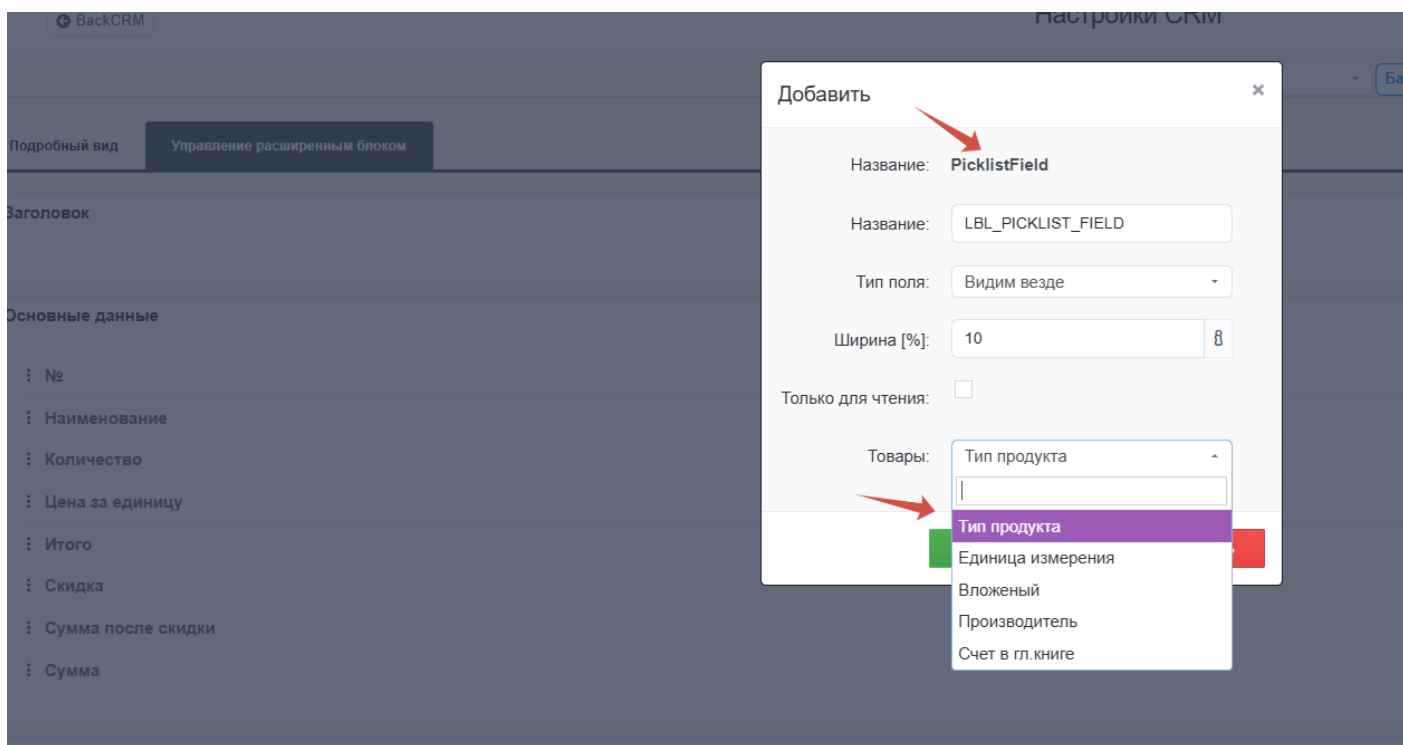 BackCRM
Настройки CRM
Ба
Подробный вид
Управление расширенным блоком
Заголовок
Основные данные
№
Наименование
Количество
Цена за единицу
Итого
Скидка
Сумма после скидки
Сумма
Добавить
×
Название: PicklistField
Название: LBL_PICKLIST_FIELD
Тип поля: Видим везде
Ширина [%]: 10
Только для чтения:
Товары: Тип продукта
Тип продукта
Единица измерения
Вложеный
Производитель
Счет в гл.книге